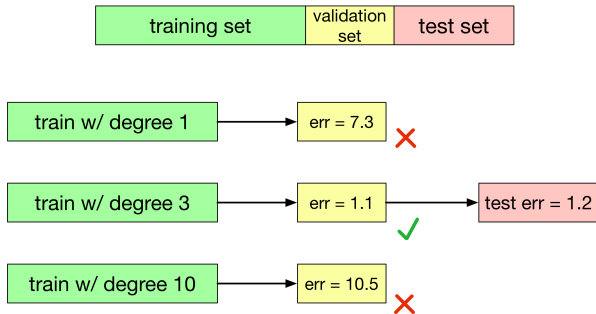 training set
validation
set
test set
train w/ degree 1
err = 7.3
train w/ degree 3
err = 1.1
test err = 1.2
train w/ degree 10
err = 10.5